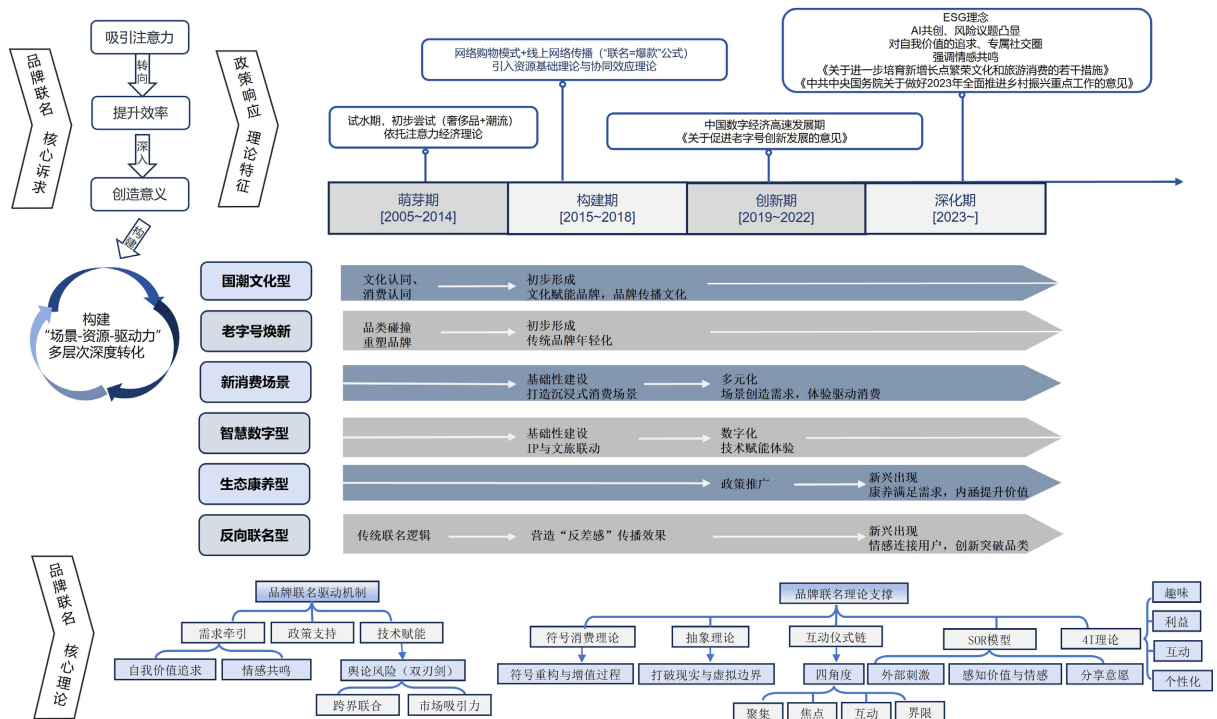 品牌联名 核心诉求
吸引注意力
转向
提升效率
深入
创造意义
构建
政策响应 理论特征
试水期，初步尝试（奢侈品+潮流）
依托注意力经济理论
网络购物模式+线上网络传播（“联名=爆款”公式）
引入资源基础理论与协同效应理论
中国数字经济高速发展期
《关于促进老字号创新发展的意见》
ESG理念
AI共创、风险议题凸显
对自我价值的追求、专属社交圈
强调情感共鸣
《关于进一步培育新增长点繁荣文化和旅游消费的若干措施》
《中共中央国务院关于做好2023年全面推进乡村振兴重点工作的意见》
萌芽期
[2005~2014]
构建期
[2015~2018]
创新期
[2019~2022]
深化期
[2023~]
构建
“场景-资源-驱动力”
多层次深度转化
国潮文化型
文化认同、
消费认同
初步形成
文化赋能品牌，品牌传播文化
老字号焕新
品类碰撞
重塑品牌
初步形成
传统品牌年轻化
新消费场景
基础性建设
打造沉浸式消费场景
多元化
场景创造需求，体验驱动消费
智慧数字型
基础性建设
IP与文旅联动
数字化
技术赋能体验
生态康养型
政策推广
新兴出现
康养满足需求，内涵提升价值
反向联名型
传统联名逻辑
营造“反差感”传播效果
新兴出现
情感连接用户，创新突破品类
品牌联名 核心理论
品牌联名驱动机制
需求牵引
政策支持
技术赋能
自我价值追求
情感共鸣
舆论风险（双刃剑）
跨界联合
市场吸引力
品牌联名理论支撑
符号消费理论
抽象理论
互动仪式链
SOR模型
4I理论
符号重构与增值过程
打破现实与虚拟边界
四角度
外部刺激
感知价值与情感
分享意愿
聚集
焦点
互动
界限
趣味
利益
互动
个性化